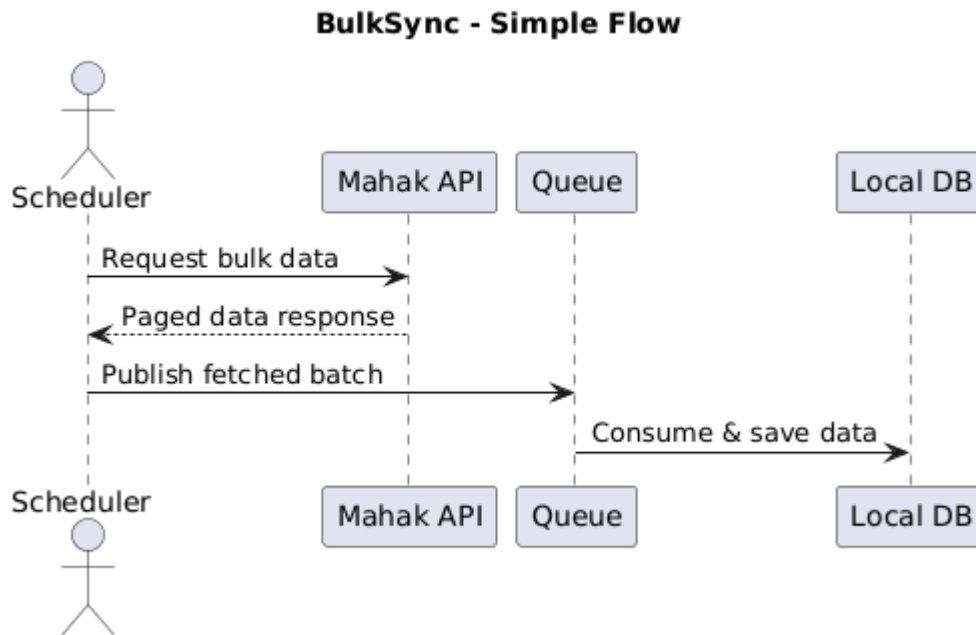 BulkSync - Simple Flow
Scheduler
Mahak API
Queue
Local DB
Request bulk data
Paged data response
Publish fetched batch
Consume & save data
Scheduler
Mahak API
Queue
Local DB